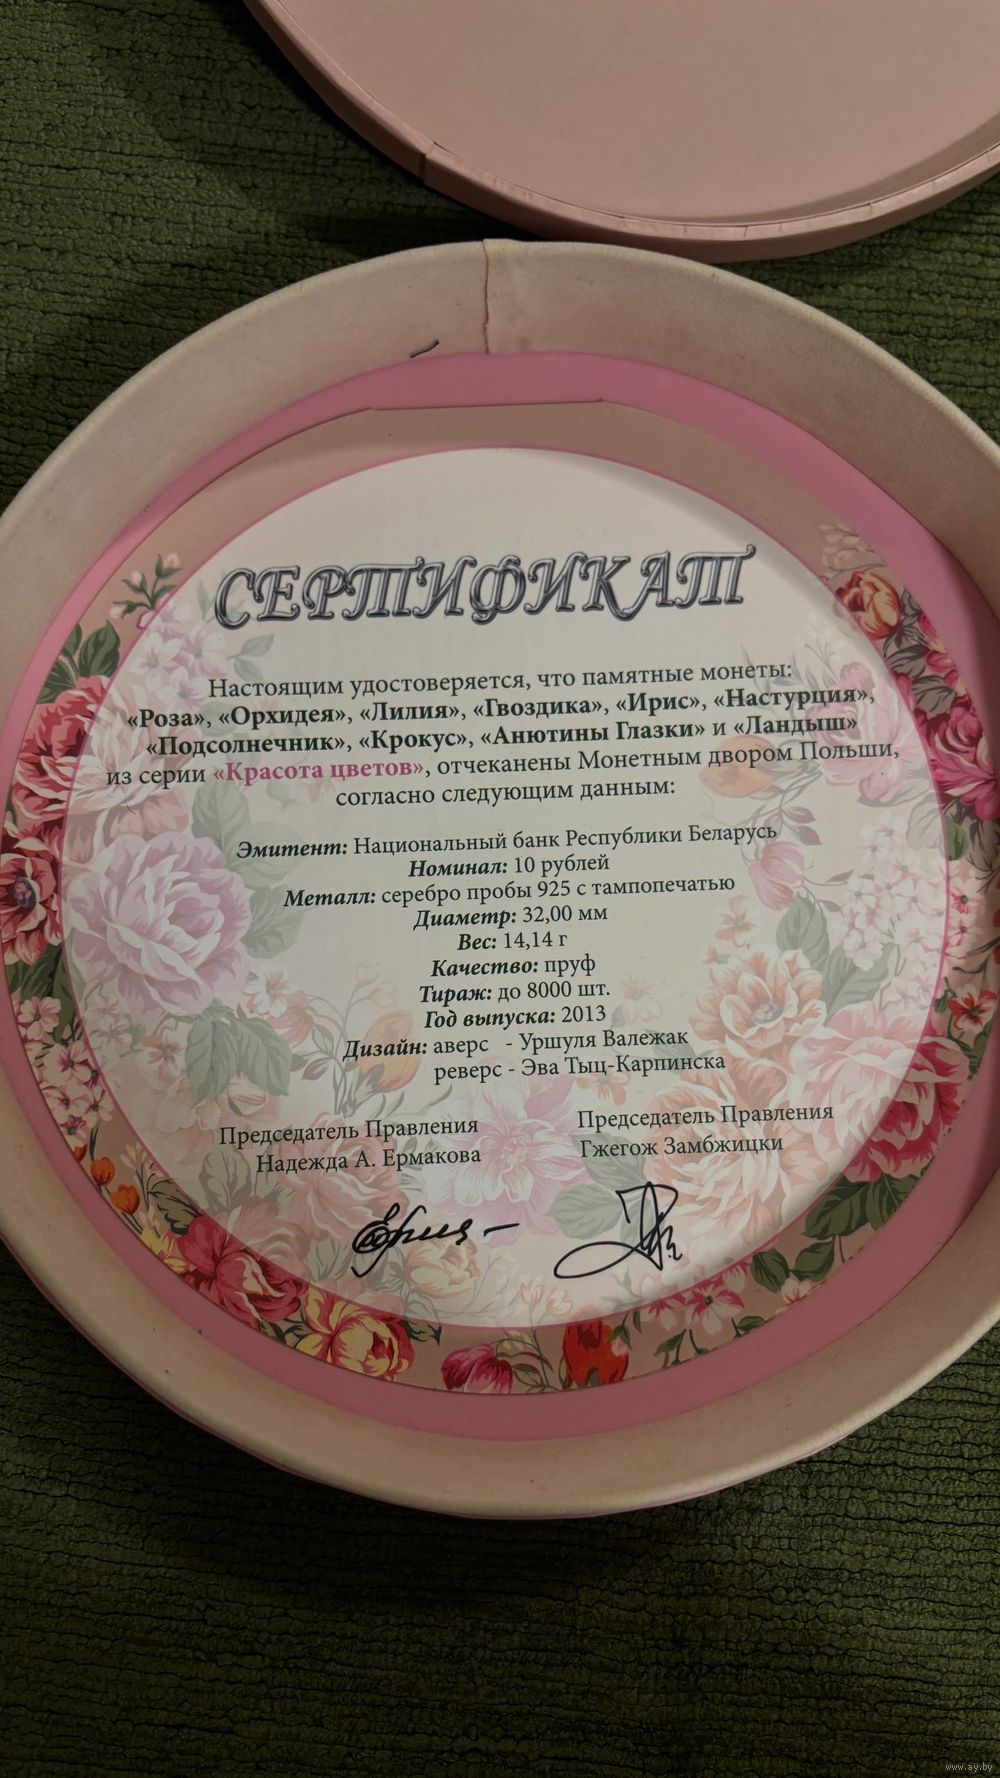 СЕРТИФИКАТ
Настоящим удостоверяется, что памятные монеты:
«Роза», «Орхидея», «Лилия», «Гвоздика», «Ирис», «Настурция»,
«Подсолнечник», «Крокус», «Анютины Глазки» и «Ландыш»
из серии «Красота цветов», отчеканены Монетным двором Польши,
согласно следующим данным:
Эмитент: Национальный банк Республики Беларусь
Номинал: 10 рублей
Металл: серебро пробы 925 с тампопечатью
Диаметр: 32,00 мм
Вес: 14,14 г
Качество: пруф
Тираж: до 8000 шт.
Год выпуска: 2013
Дизайн: аверс - Уршуля Валежак
реверс - Эва Тыц-Карпинска
Председатель Правления
Надежда А. Ермакова
Председатель Правления
Гжегож Замбжицки
www.ay.by